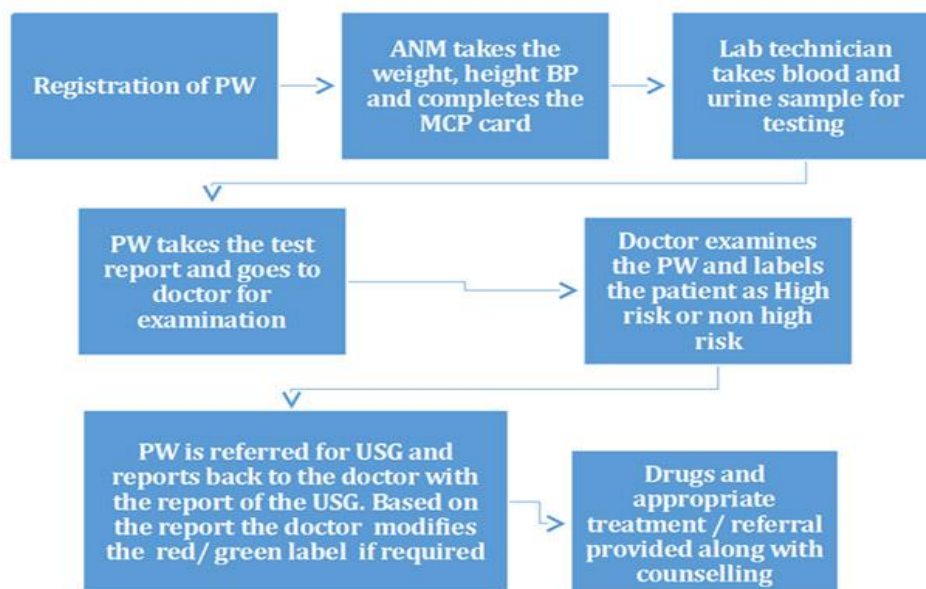 Registration of PW
ANM takes the
weight, height BP
and completes the
MCP card
Lab technician
takes blood and
urine sample for
testing
PW takes the test
report and goes to
doctor for
examination
Doctor examines
the PW and labels
the patient as High
risk or non high
risk
PW is referred for USG and
reports back to the doctor with
the report of the USG. Based on
the report the doctor modifies
the red/ green label if required
Drugs and
appropriate
treatment / referral
provided along with
counselling